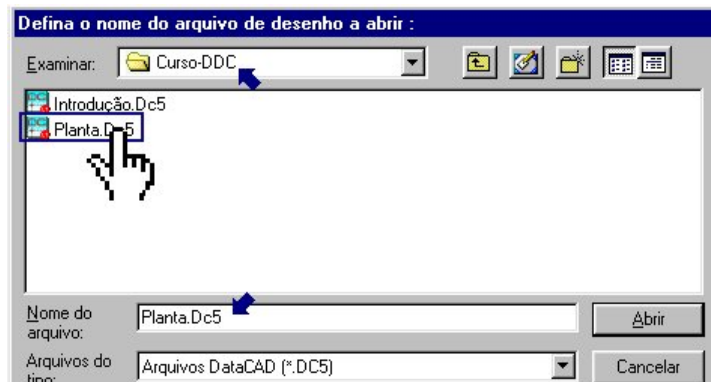 Defina o nome do arquivo de desenho a abrir :
Examinar: Curso-DDC
Introdução.Dc5
Planta.Dc5
Nome do
arquivo:
Planta.Dc5
Abrir
Arquivos do
tipo:
Arquivos DataCAD (*.DC5)
Cancelar